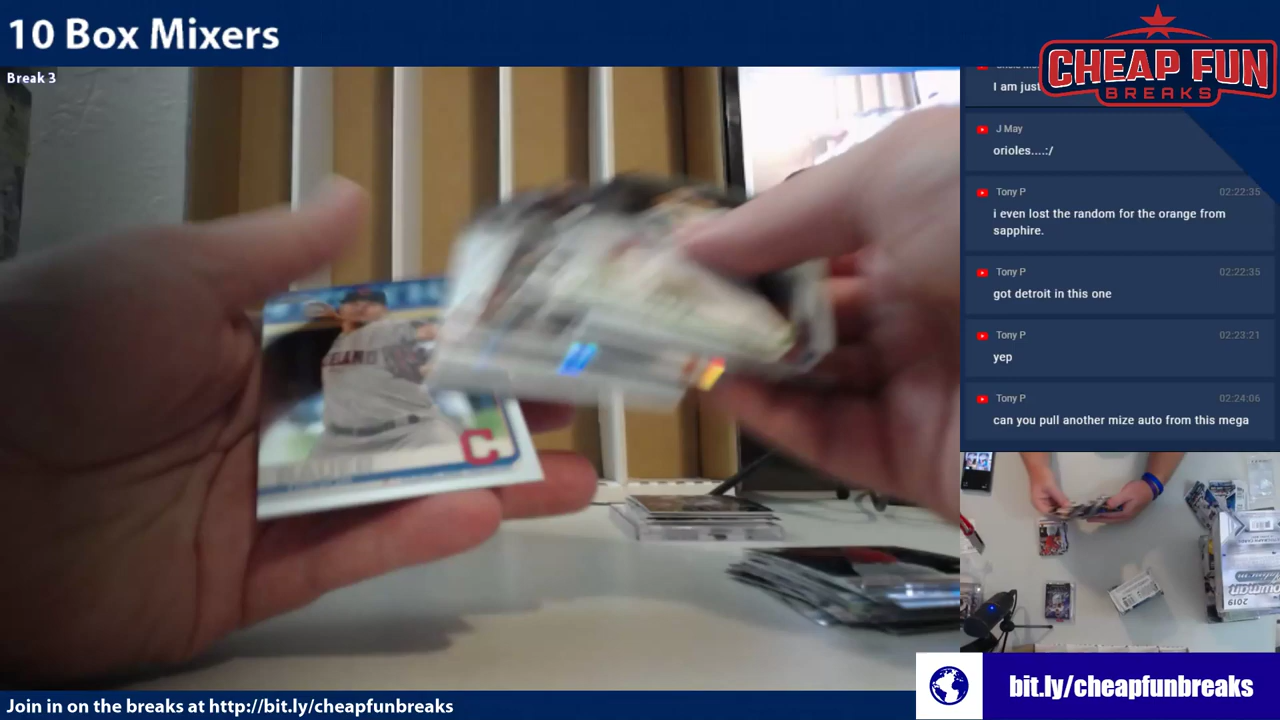 10 Box Mixers
Break 3
CHEAP FUN
BREAKS
I am just
J May
orioles....:/
Tony P 02:22:35
i even lost the random for the orange from
sapphire.
Tony P 02:22:35
got detroit in this one
Tony P 02:23:21
yep
Tony P 02:24:06
can you pull another mize auto from this mega
C
2019
bit.ly/cheapfunbreaks
Join in on the breaks at http://bit.ly/cheapfunbreaks